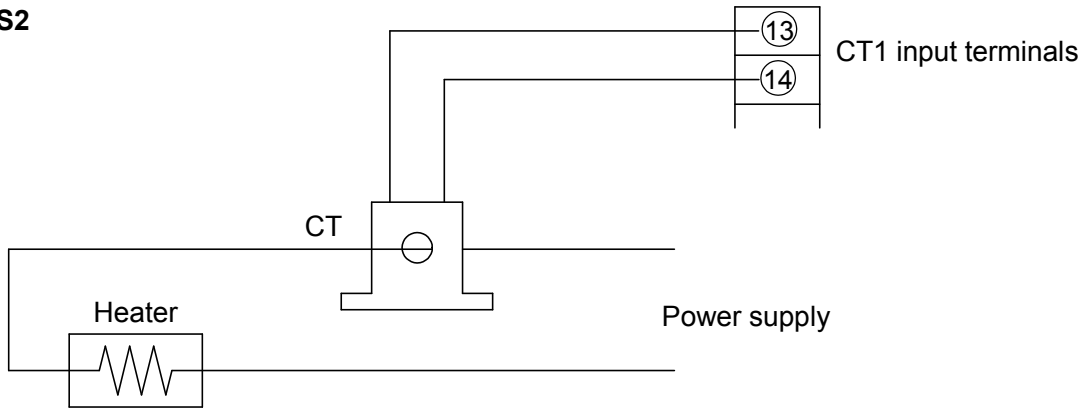 S2
⑬
CT1 input terminals
⑭
CT
Heater
Power supply